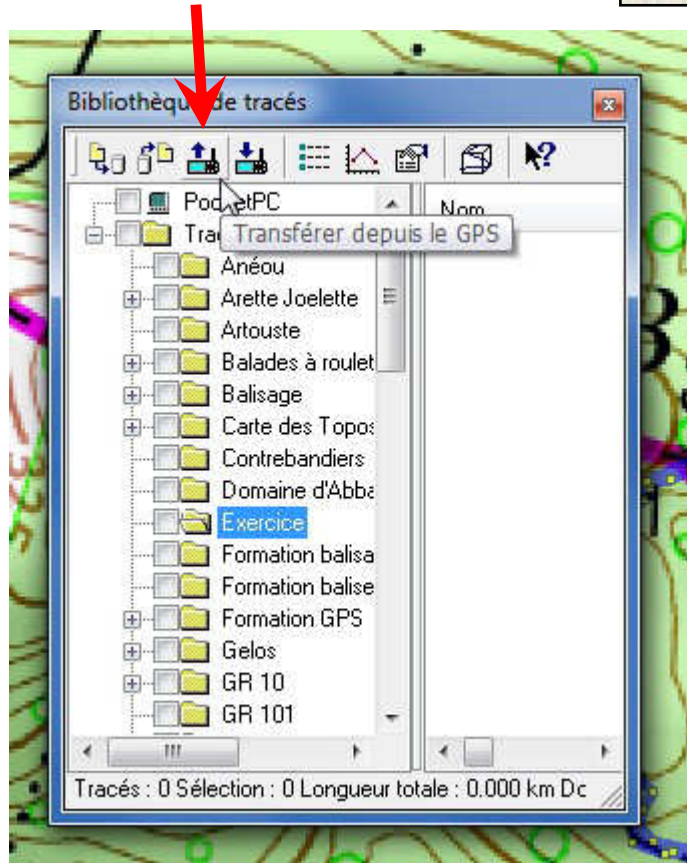 Bibliothèque de tracés
PocketPC
Nom
Transférer depuis le GPS
Anéou
Arette Joelette
Artouste
Balades à roulet
Balisage
Carte des Topos
Contrebandiers
Domaine d'Abba
Exercice
Formation balisa
Formation balise
Formation GPS
Gelos
GR 10
GR 101
Tracés : 0 Sélection : 0 Longueur totale : 0.000 km Dc